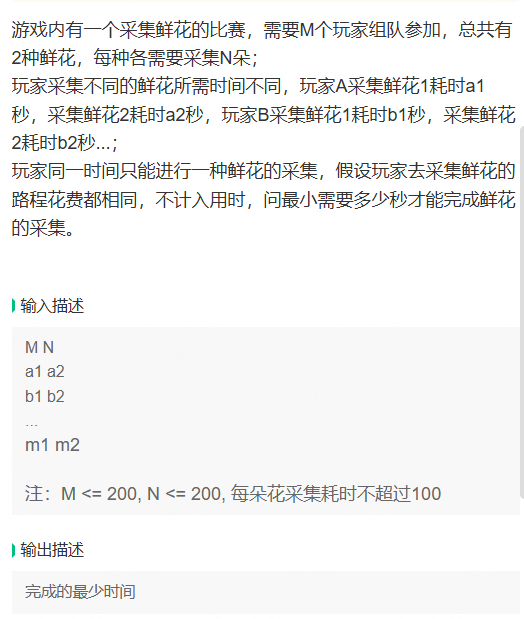 游戏内有一个采集鲜花的比赛，需要M个玩家组队参加，总共有
2种鲜花，每种各需要采集N朵；
玩家采集不同的鲜花所需时间不同，玩家A采集鲜花1耗时a1
秒，采集鲜花2耗时a2秒，玩家B采集鲜花1耗时b1秒，采集鲜花
2耗时b2秒...；
玩家同一时间只能进行一种鲜花的采集，假设玩家去采集鲜花的
路程花费都相同，不计入用时，问最小需要多少秒才能完成鲜花
的采集。
输入描述
M N
a1 a2
b1 b2
...
m1 m2
注：M <= 200, N <= 200, 每朵花采集耗时不超过100
输出描述
完成的最少时间